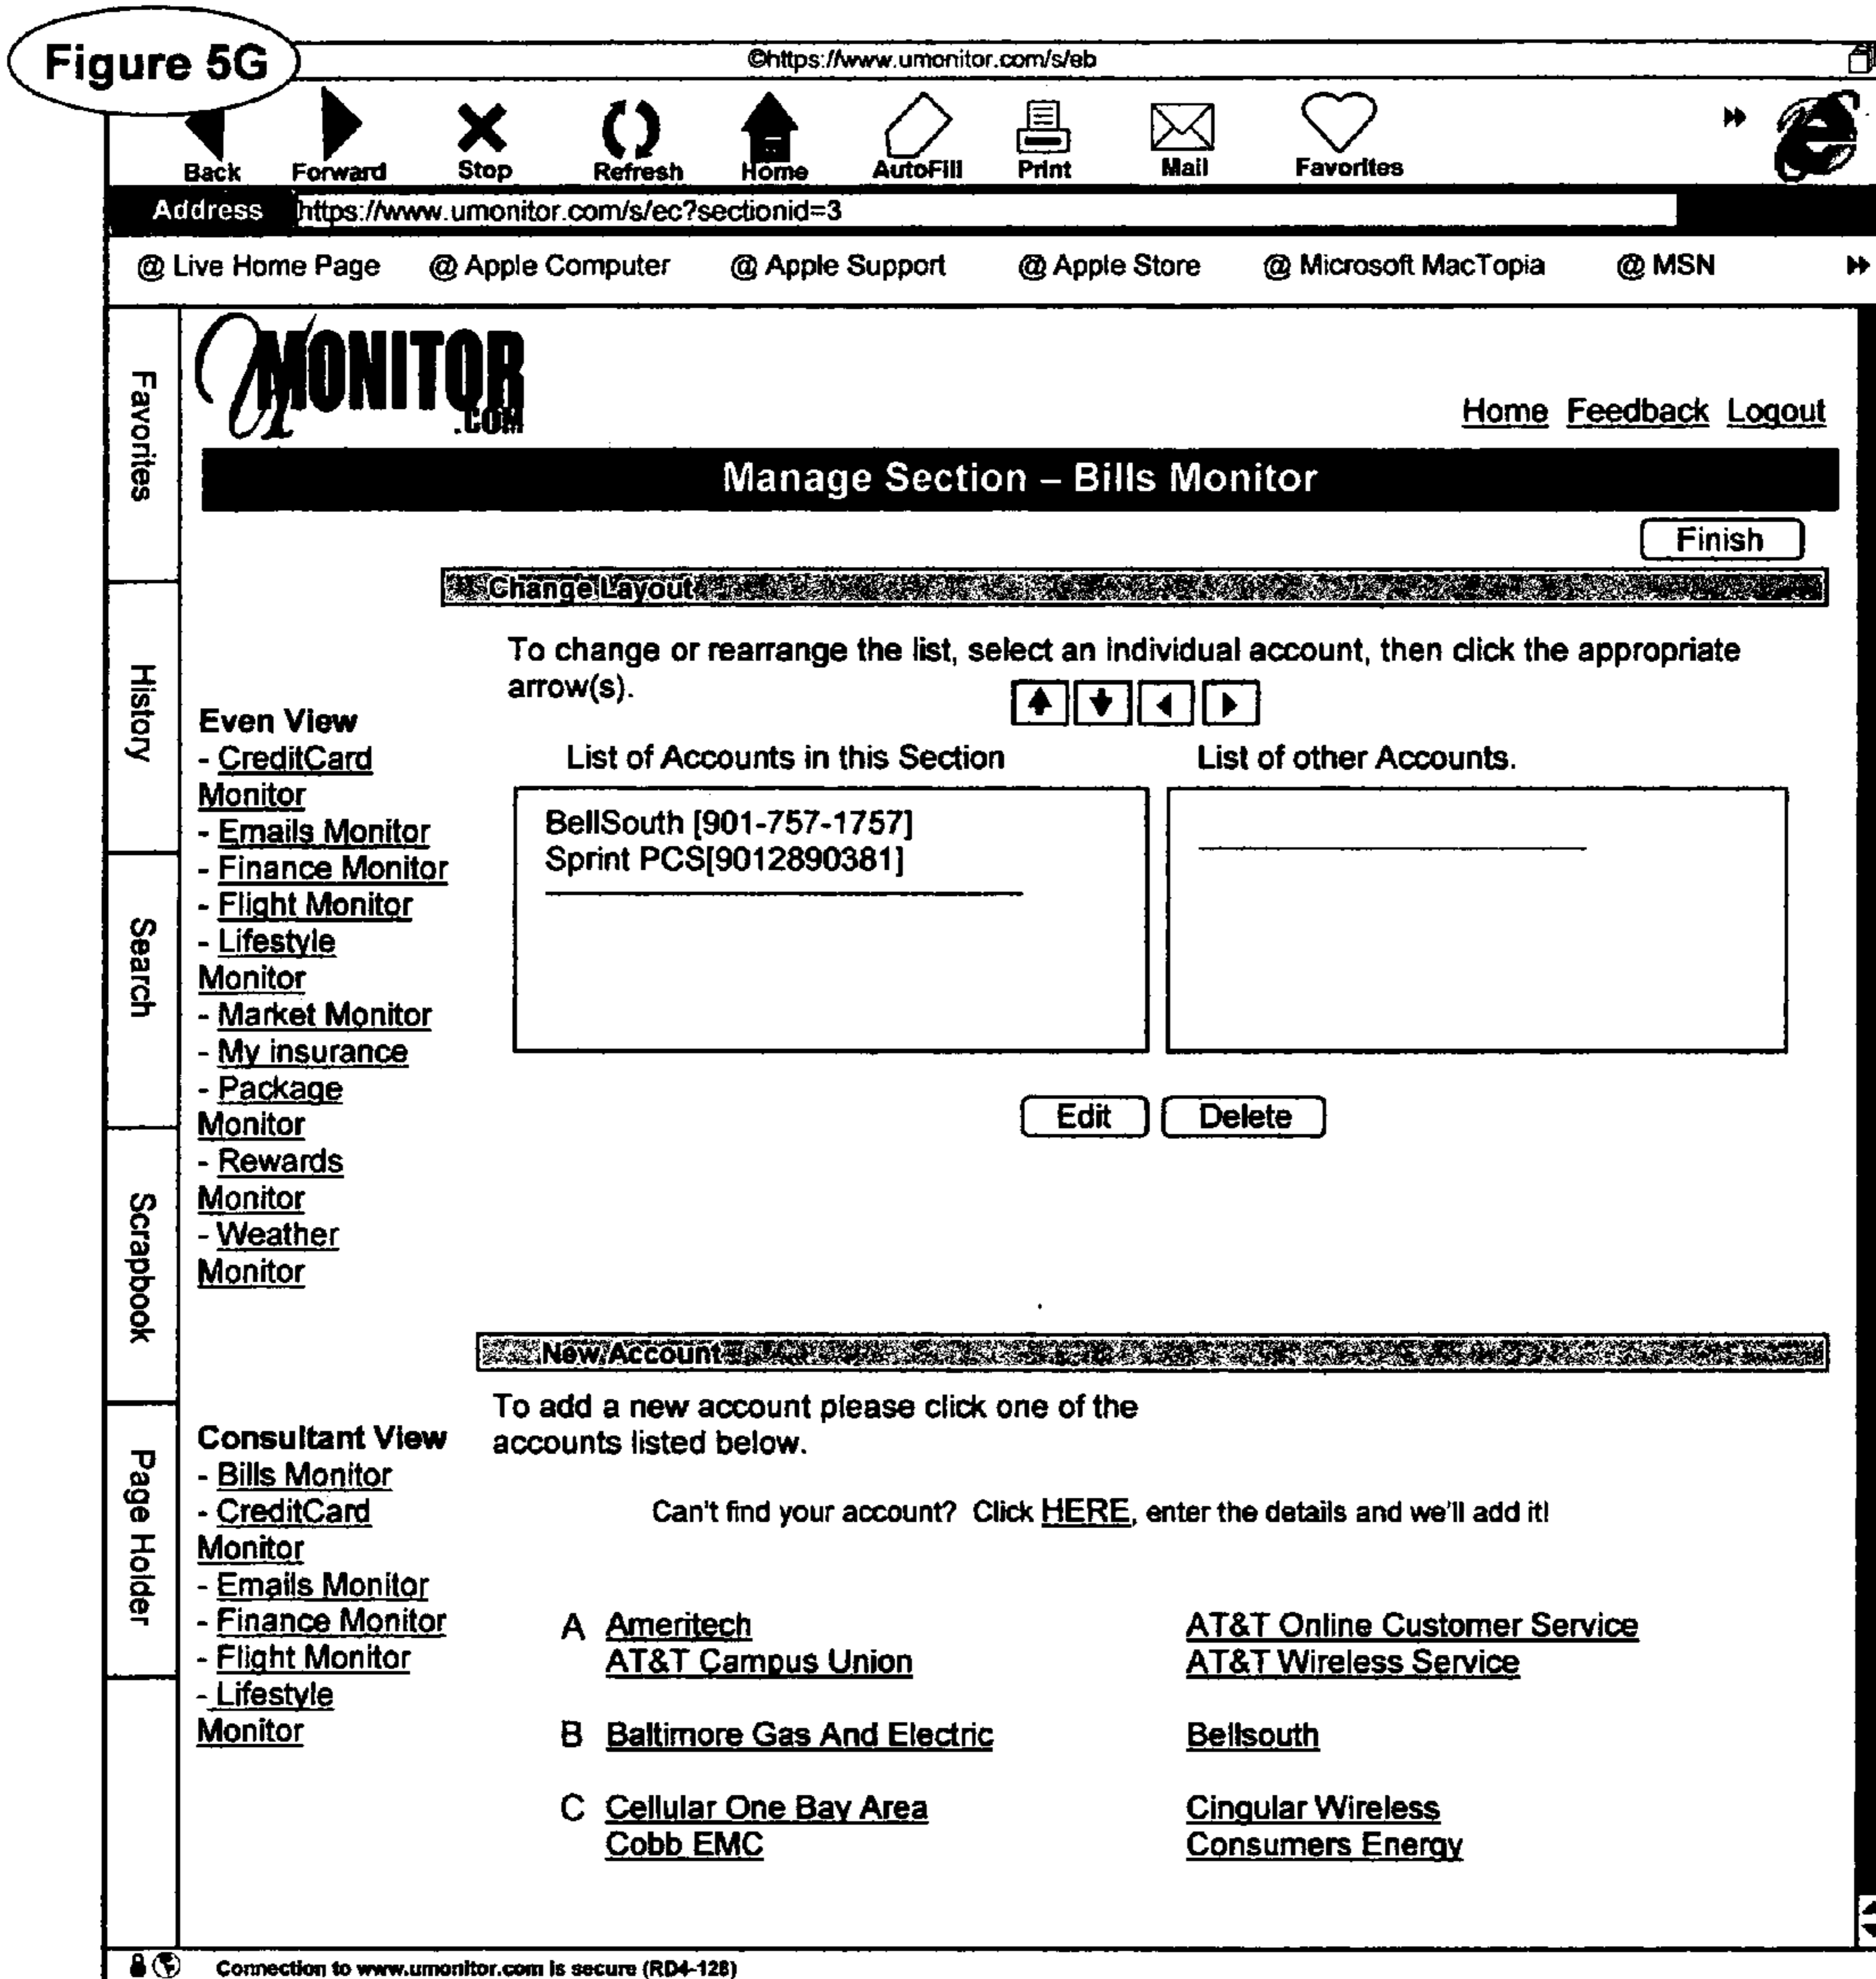 Figure 5G
©https://www.umonitor.com/s/eb
Back Forward Stop Refresh Home AutoFill Print Mail Favorites
Address https://www.umonitor.com/s/ec?sectionid=3
@ Live Home Page @ Apple Computer @ Apple Support @ Apple Store @ Microsoft MacTopia @ MSN
Favorites
History
Search
Scrapbook
Page Holder
UMONITOR
.COM
Home Feedback Logout
Manage Section – Bills Monitor
Finish
Change Layout
To change or rearrange the list, select an individual account, then click the appropriate
arrow(s).
List of Accounts in this Section
List of other Accounts.
BellSouth [901-757-1757]
Sprint PCS[9012890381]
Edit Delete
Even View
- CreditCard
Monitor
- Emails Monitor
- Finance Monitor
- Flight Monitor
- Lifestyle
Monitor
- Market Monitor
- My insurance
- Package
Monitor
- Rewards
Monitor
- Weather
Monitor
New Account
To add a new account please click one of the
accounts listed below.
Can't find your account? Click HERE, enter the details and we'll add it!
Consultant View
- Bills Monitor
- CreditCard
Monitor
- Emails Monitor
- Finance Monitor
- Flight Monitor
- Lifestyle
Monitor
A Ameritech AT&T Online Customer Service
AT&T Campus Union AT&T Wireless Service
B Baltimore Gas And Electric Bellsouth
C Cellular One Bay Area Cingular Wireless
Cobb EMC Consumers Energy
Connection to www.umonitor.com is secure (RD4-128)